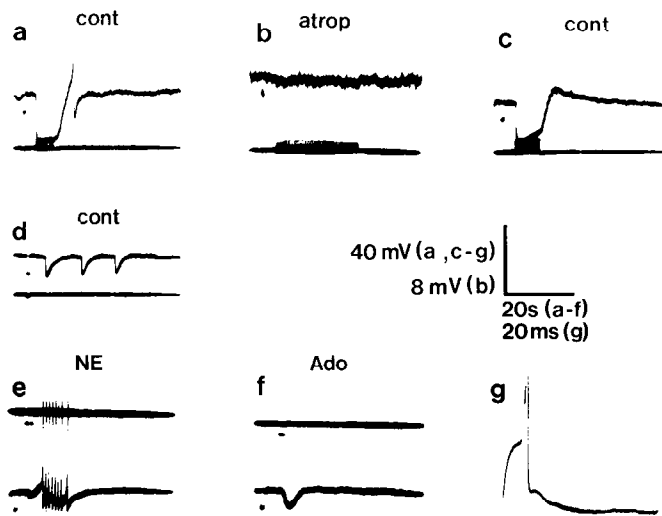 a cont
b atrop
c cont
d cont
40 mV (a , c-g)
8 mV (b)
20s (a-f)
20ms (g)
e NE
f Ado
g